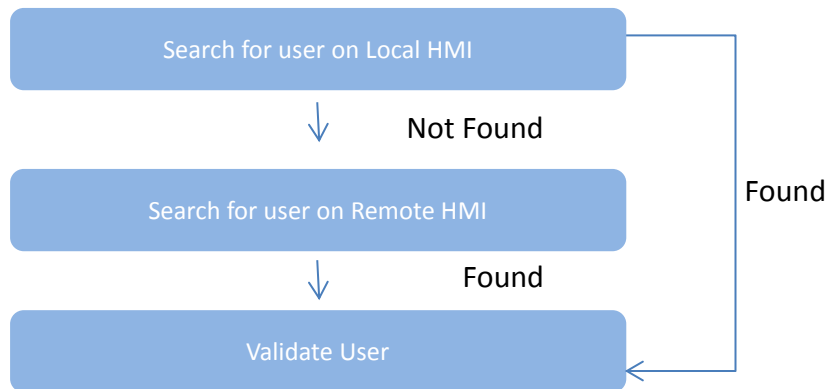 Search for user on Local HMI
Not Found
Found
Search for user on Remote HMI
Found
Validate User